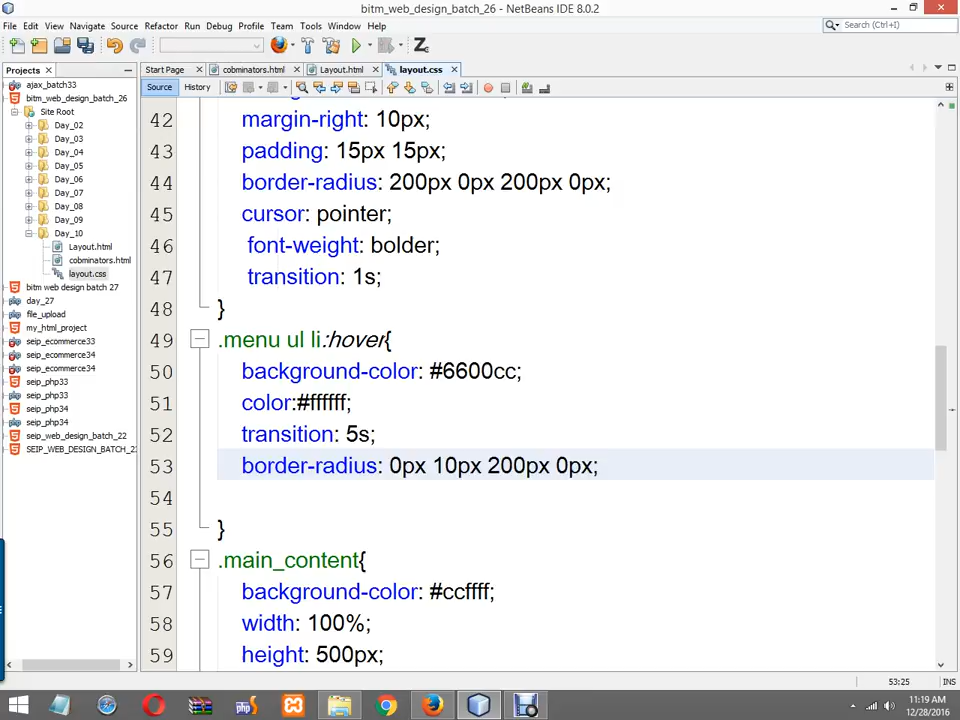 bitm_web_design_batch_26 - NetBeans IDE 8.0.2
File Edit View Navigate Source Refactor Run Debug Profile Team Tools Window Help
Search (Ctrl+I)
Projects
Start Page
cobminators.html
Layout.html
layout.css
Source
History
ajax_batch33
bitm_web_design_batch_26
Site Root
Day_02
Day_03
Day_04
Day_05
Day_06
Day_07
Day_08
Day_09
Day_10
Layout.html
cobminators.html
layout.css
bitm web design batch 27
day_27
file_upload
my_html_project
seip_ecommerce33
seip_ecommerce34
seip_ecommerce34
seip_php33
seip_php33
seip_php34
seip_php34
seip_web_design_batch_22
SEIP_WEB_DESIGN_BATCH_2
42 margin-right: 10px;
43 padding: 15px 15px;
44 border-radius: 200px 0px 200px 0px;
45 cursor: pointer;
46 font-weight: bolder;
47 transition: 1s;
48 }
49 .menu ul li:hover{
50 background-color: #6600cc;
51 color:#ffffff;
52 transition: 5s;
53 border-radius: 0px 10px 200px 0px;
54
55 }
56 .main_content{
57 background-color: #ccffff;
58 width: 100%;
59 height: 500px;
53:25 INS
php
11:19 AM
12/28/2016